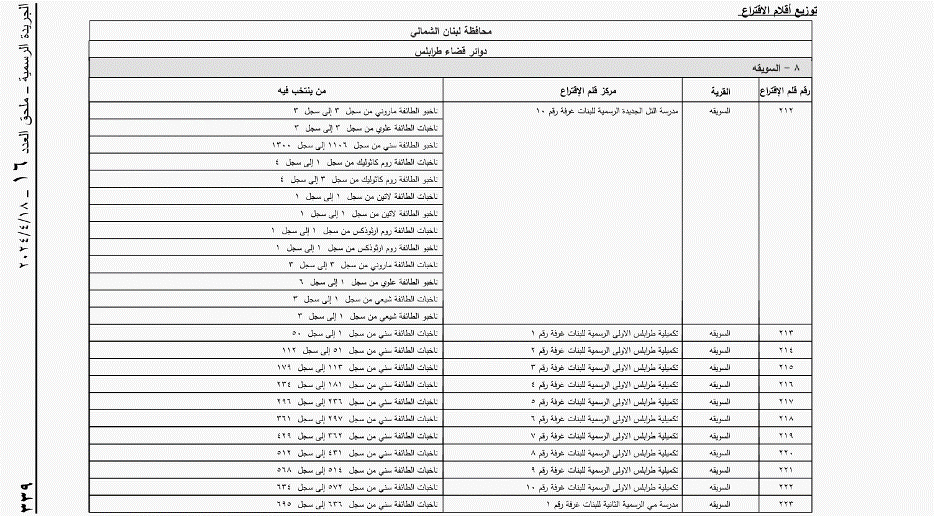 توزيع أقلام الاقتراع
محافظة لبنان الشمالي
دوائر قضاء طرابلس
٨ - السويقه
رقم قلم الإقتراع القرية مركز قلم الإقتراع من ينتخب فيه
٢١٢ السويقه مدرسة التل الجديدة الرسمية للبنات غرفة رقم ١٠ ناخبو الطائفة ماروني من سجل ٣ إلى سجل ٣
ناخبات الطائفة علوي من سجل ٣ إلى سجل ٣
ناخبو الطائفة سني من سجل ١١٠٦ إلى سجل ١٣٠٠
ناخبات الطائفة روم كاثوليك من سجل ١ إلى سجل ٤
ناخبو الطائفة روم كاثوليك من سجل ٣ إلى سجل ٤
ناخبات الطائفة لاتين من سجل ١ إلى سجل ١
ناخبو الطائفة لاتين من سجل ١ إلى سجل ١
ناخبات الطائفة روم ارثوذكس من سجل ١ إلى سجل ١
ناخبو الطائفة روم ارثوذكس من سجل ١ إلى سجل ١
ناخبات الطائفة ماروني من سجل ٣ إلى سجل ٣
ناخبو الطائفة علوي من سجل ١ إلى سجل ٦
ناخبات الطائفة شيعي من سجل ١ إلى سجل ٣
ناخبو الطائفة شيعي من سجل ١ إلى سجل ٣
٢١٣ السويقه تكميلية طرابلس الاولى الرسمية للبنات غرفة رقم ١ ناخبات الطائفة سني من سجل ١ إلى سجل ٥٠
٢١٤ السويقه تكميلية طرابلس الاولى الرسمية للبنات غرفة رقم ٢ ناخبات الطائفة سني من سجل ٥١ إلى سجل ١١٢
٢١٥ السويقه تكميلية طرابلس الاولى الرسمية للبنات غرفة رقم ٣ ناخبات الطائفة سني من سجل ١١٣ إلى سجل ١٧٩
٢١٦ السويقه تكميلية طرابلس الاولى الرسمية للبنات غرفة رقم ٤ ناخبات الطائفة سني من سجل ١٨١ إلى سجل ٢٣٤
٢١٧ السويقه تكميلية طرابلس الاولى الرسمية للبنات غرفة رقم ٥ ناخبات الطائفة سني من سجل ٢٣٦ إلى سجل ٢٩٦
٢١٨ السويقه تكميلية طرابلس الاولى الرسمية للبنات غرفة رقم ٦ ناخبات الطائفة سني من سجل ٢٩٧ إلى سجل ٣٦١
٢١٩ السويقه تكميلية طرابلس الاولى الرسمية للبنات غرفة رقم ٧ ناخبات الطائفة سني من سجل ٣٦٢ إلى سجل ٤٢٩
٢٢٠ السويقه تكميلية طرابلس الاولى الرسمية للبنات غرفة رقم ٨ ناخبات الطائفة سني من سجل ٤٣١ إلى سجل ٥١٢
٢٢١ السويقه تكميلية طرابلس الاولى الرسمية للبنات غرفة رقم ٩ ناخبات الطائفة سني من سجل ٥١٤ إلى سجل ٥٦٨
٢٢٢ السويقه تكميلية طرابلس الاولى الرسمية للبنات غرفة رقم ١٠ ناخبات الطائفة سني من سجل ٥٧٢ إلى سجل ٦٣٤
٢٢٣ السويقه مدرسة مي الرسمية الثانية للبنات غرفة رقم ١ ناخبات الطائفة سني من سجل ٦٣٦ إلى سجل ٦٩٥
الجريدة الرسمية – ملحق العدد ١٦ – ٢٠٢٤/٤/١٨
٣٣٩